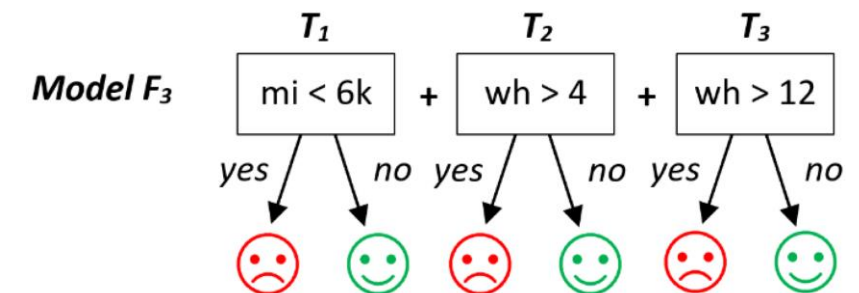 T1 T2 T3
Model F3 mi < 6k + wh > 4 + wh > 12
yes no yes no yes no